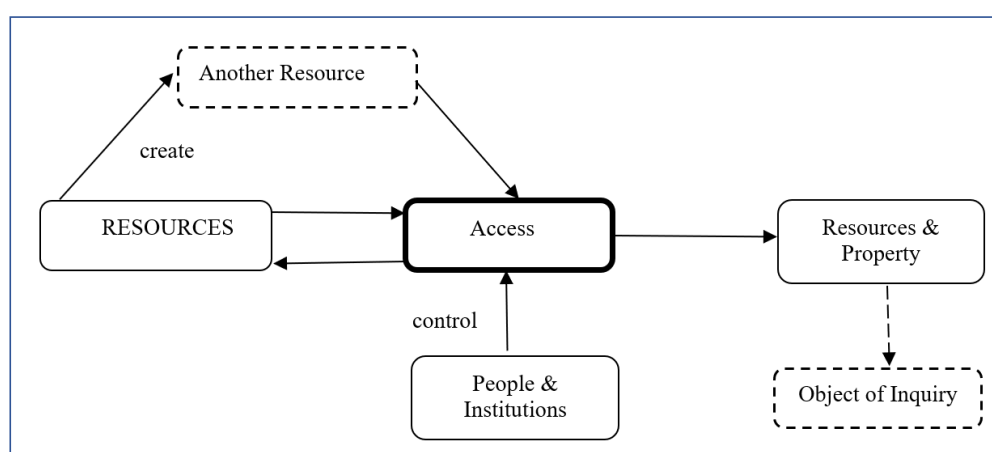 Another Resource
create
RESOURCES
Access
Resources &
Property
control
People &
Institutions
Object of Inquiry